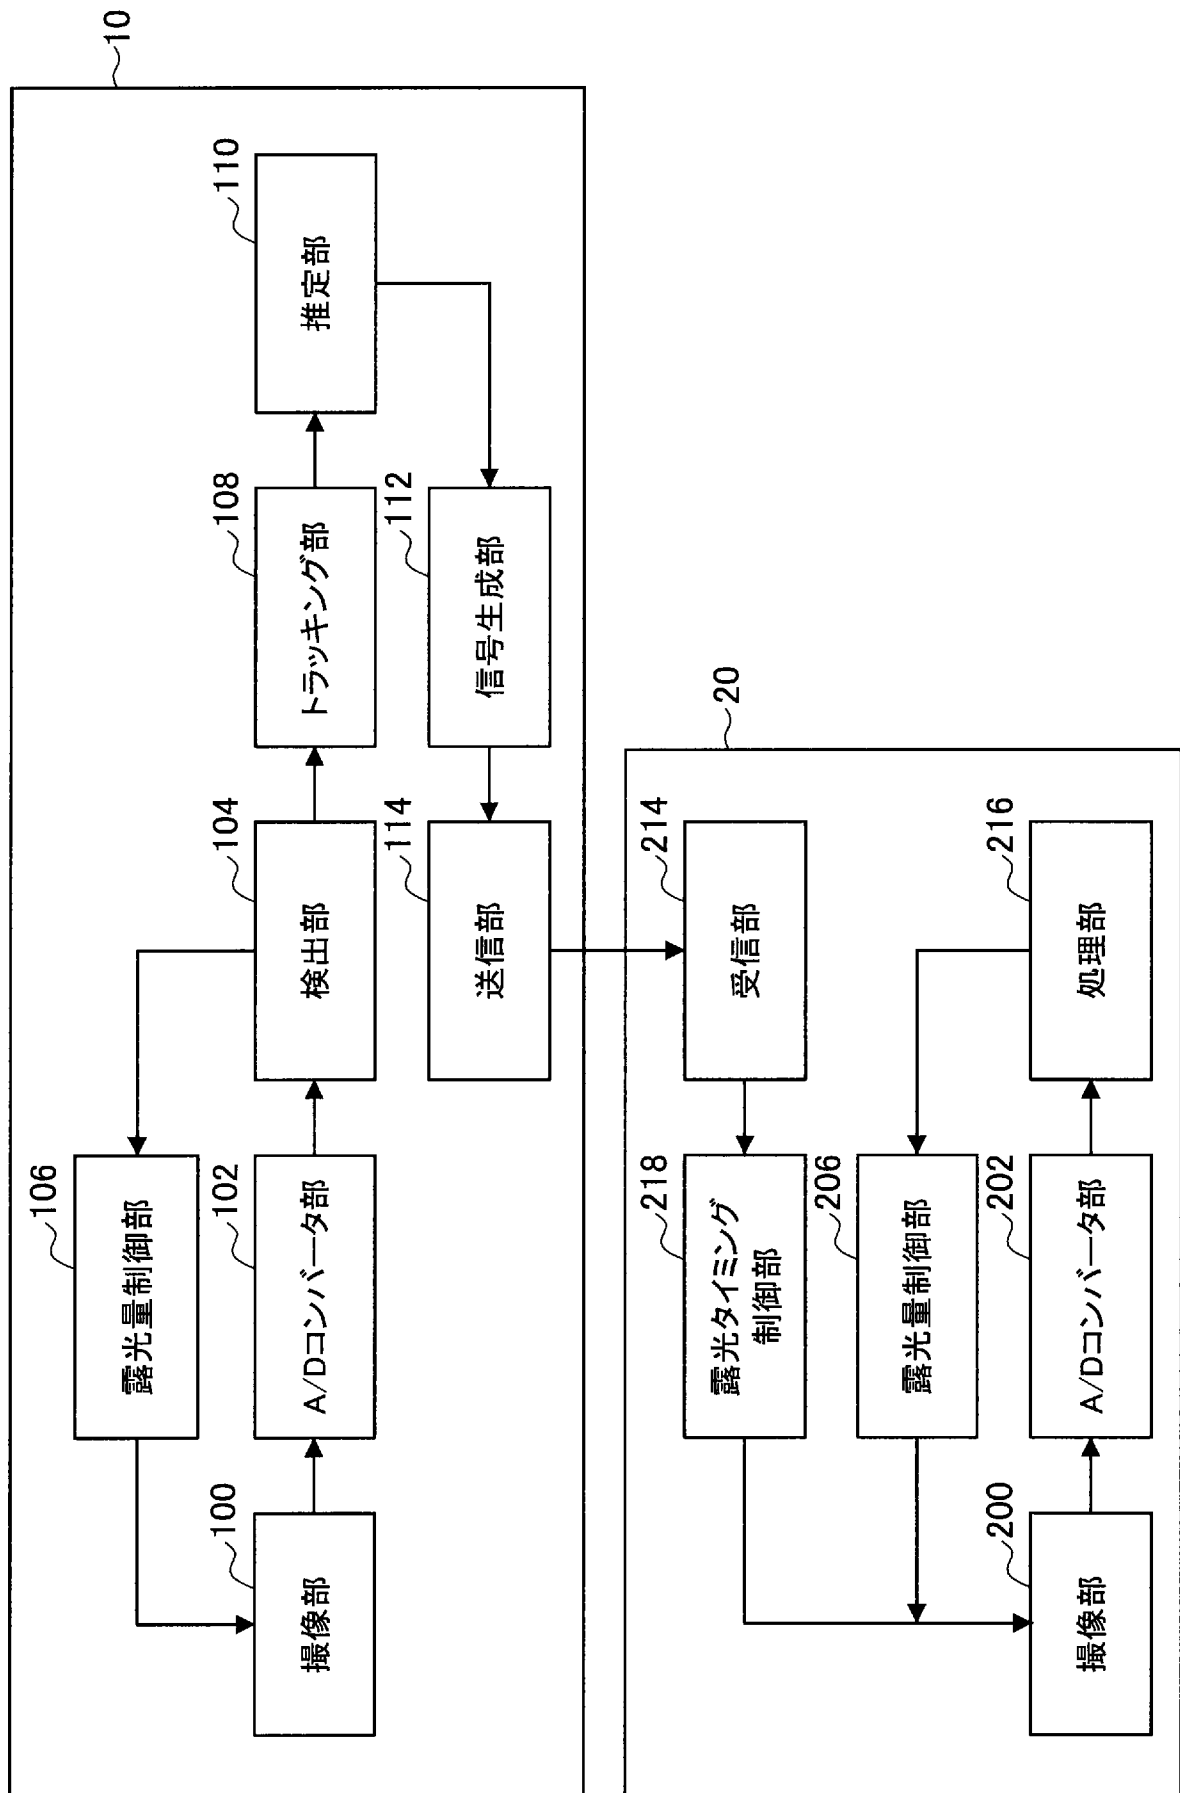 10
106
露光量制御部
100
撮像部
102
A/Dコンバータ部
104
検出部
108
トラッキング部
110
推定部
114
送信部
112
信号生成部
20
218
露光タイミング
制御部
214
受信部
206
露光量制御部
200
撮像部
202
A/Dコンバータ部
216
処理部